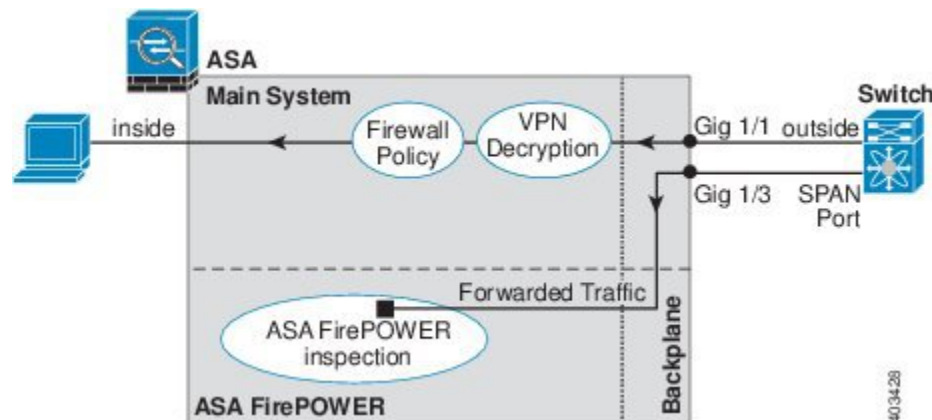 ASA
Main System
Switch
inside
Firewall
Policy
VPN
Decryption
Gig 1/1
outside
Gig 1/3
SPAN
Port
Forwarded Traffic
ASA FirePOWER
inspection
Backplane
ASA FirePOWER
403428